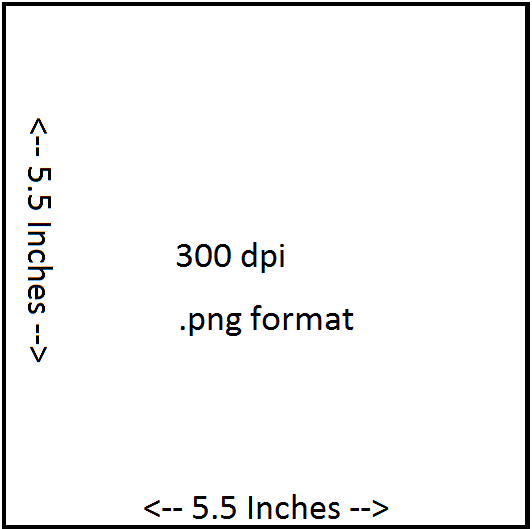 <-- 5.5 Inches -->
300 dpi
.png format
<-- 5.5 Inches -->